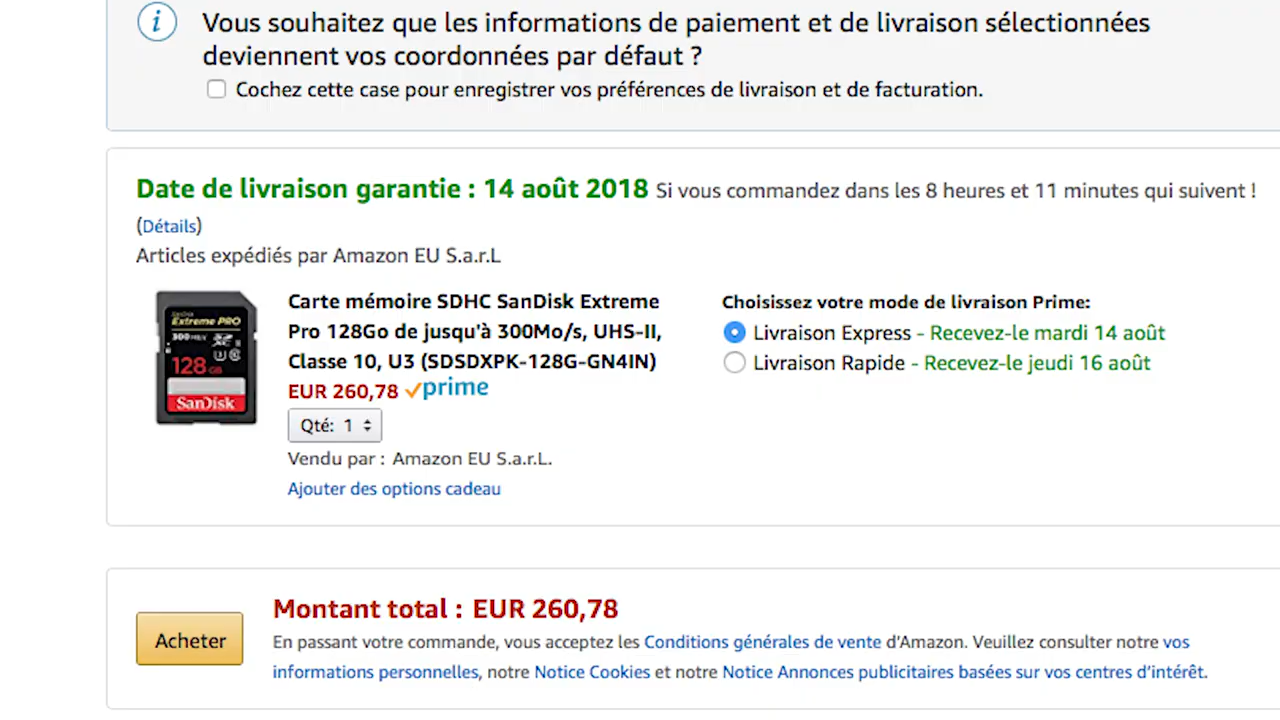 i
Vous souhaitez que les informations de paiement et de livraison sélectionnées
deviennent vos coordonnées par défaut ?
Cochez cette case pour enregistrer vos préférences de livraison et de facturation.
Date de livraison garantie : 14 août 2018 Si vous commandez dans les 8 heures et 11 minutes qui suivent !
(Détails)
Articles expédiés par Amazon EU S.a.r.L
SanDisk
Extreme PRO
300 MB/s
128 GB
SanDisk
Carte mémoire SDHC SanDisk Extreme
Pro 128Go de jusqu'à 300Mo/s, UHS-II,
Classe 10, U3 (SDSDXPK-128G-GN4IN)
EUR 260,78 prime
Qté: 1
Vendu par : Amazon EU S.a.r.L.
Ajouter des options cadeau
Choisissez votre mode de livraison Prime:
Livraison Express - Recevez-le mardi 14 août
Livraison Rapide - Recevez-le jeudi 16 août
Acheter
Montant total : EUR 260,78
En passant votre commande, vous acceptez les Conditions générales de vente d'Amazon. Veuillez consulter notre vos
informations personnelles, notre Notice Cookies et notre Notice Annonces publicitaires basées sur vos centres d'intérêt.